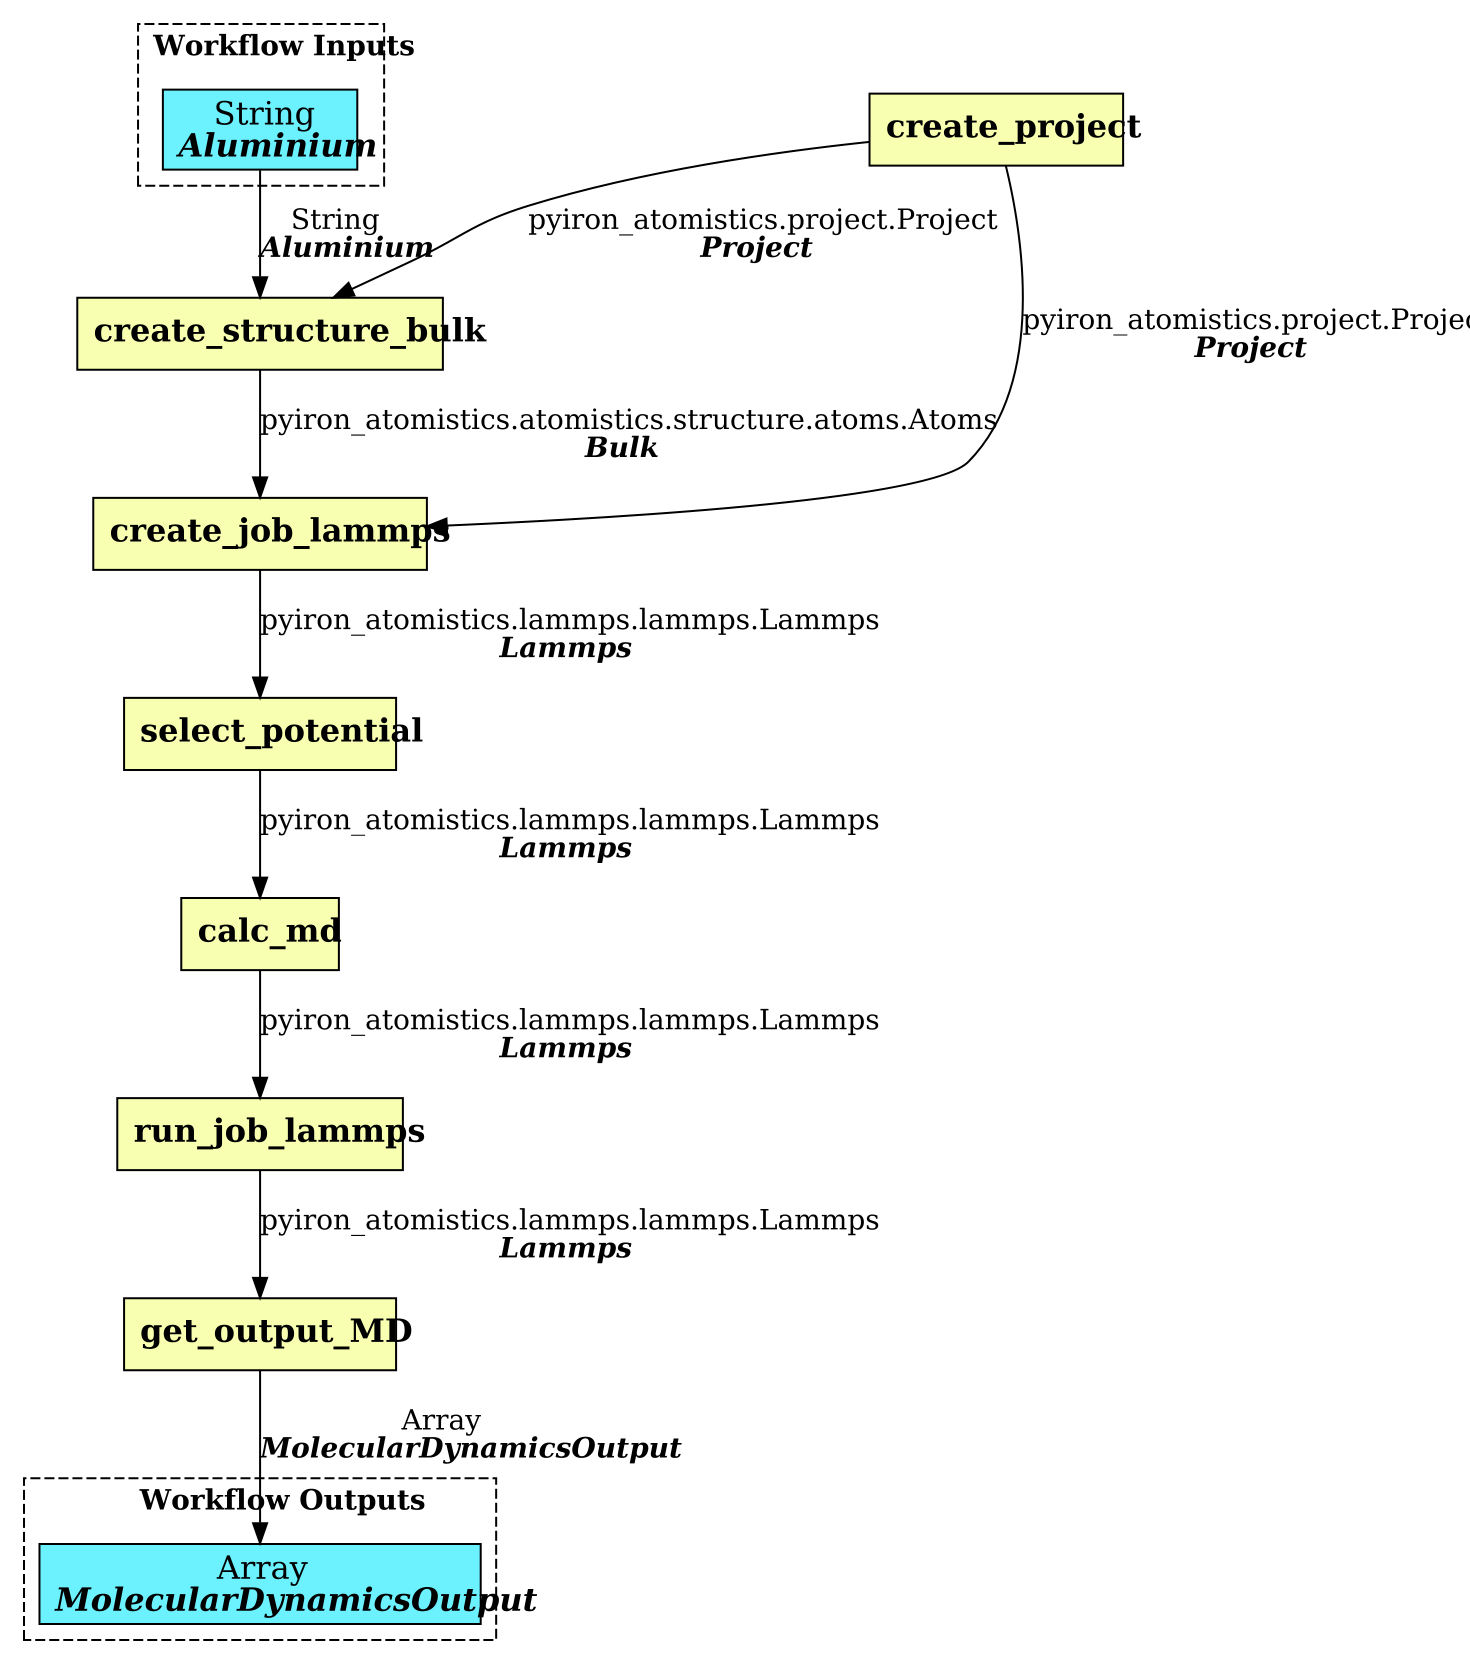 Workflow Inputs
String
Aluminium
create_project
String
Aluminium
pyiron_atomistics.project.Project
Project
pyiron_atomistics.project.Projec
Project
create_structure_bulk
pyiron_atomistics.atomistics.structure.atoms.Atoms
Bulk
create_job_lammps
pyiron_atomistics.lammps.lammps.Lammps
Lammps
select_potential
pyiron_atomistics.lammps.lammps.Lammps
Lammps
calc_md
pyiron_atomistics.lammps.lammps.Lammps
Lammps
run_job_lammps
pyiron_atomistics.lammps.lammps.Lammps
Lammps
get_output_MD
Array
MolecularDynamicsOutput
Workflow Outputs
Array
MolecularDynamicsOutput